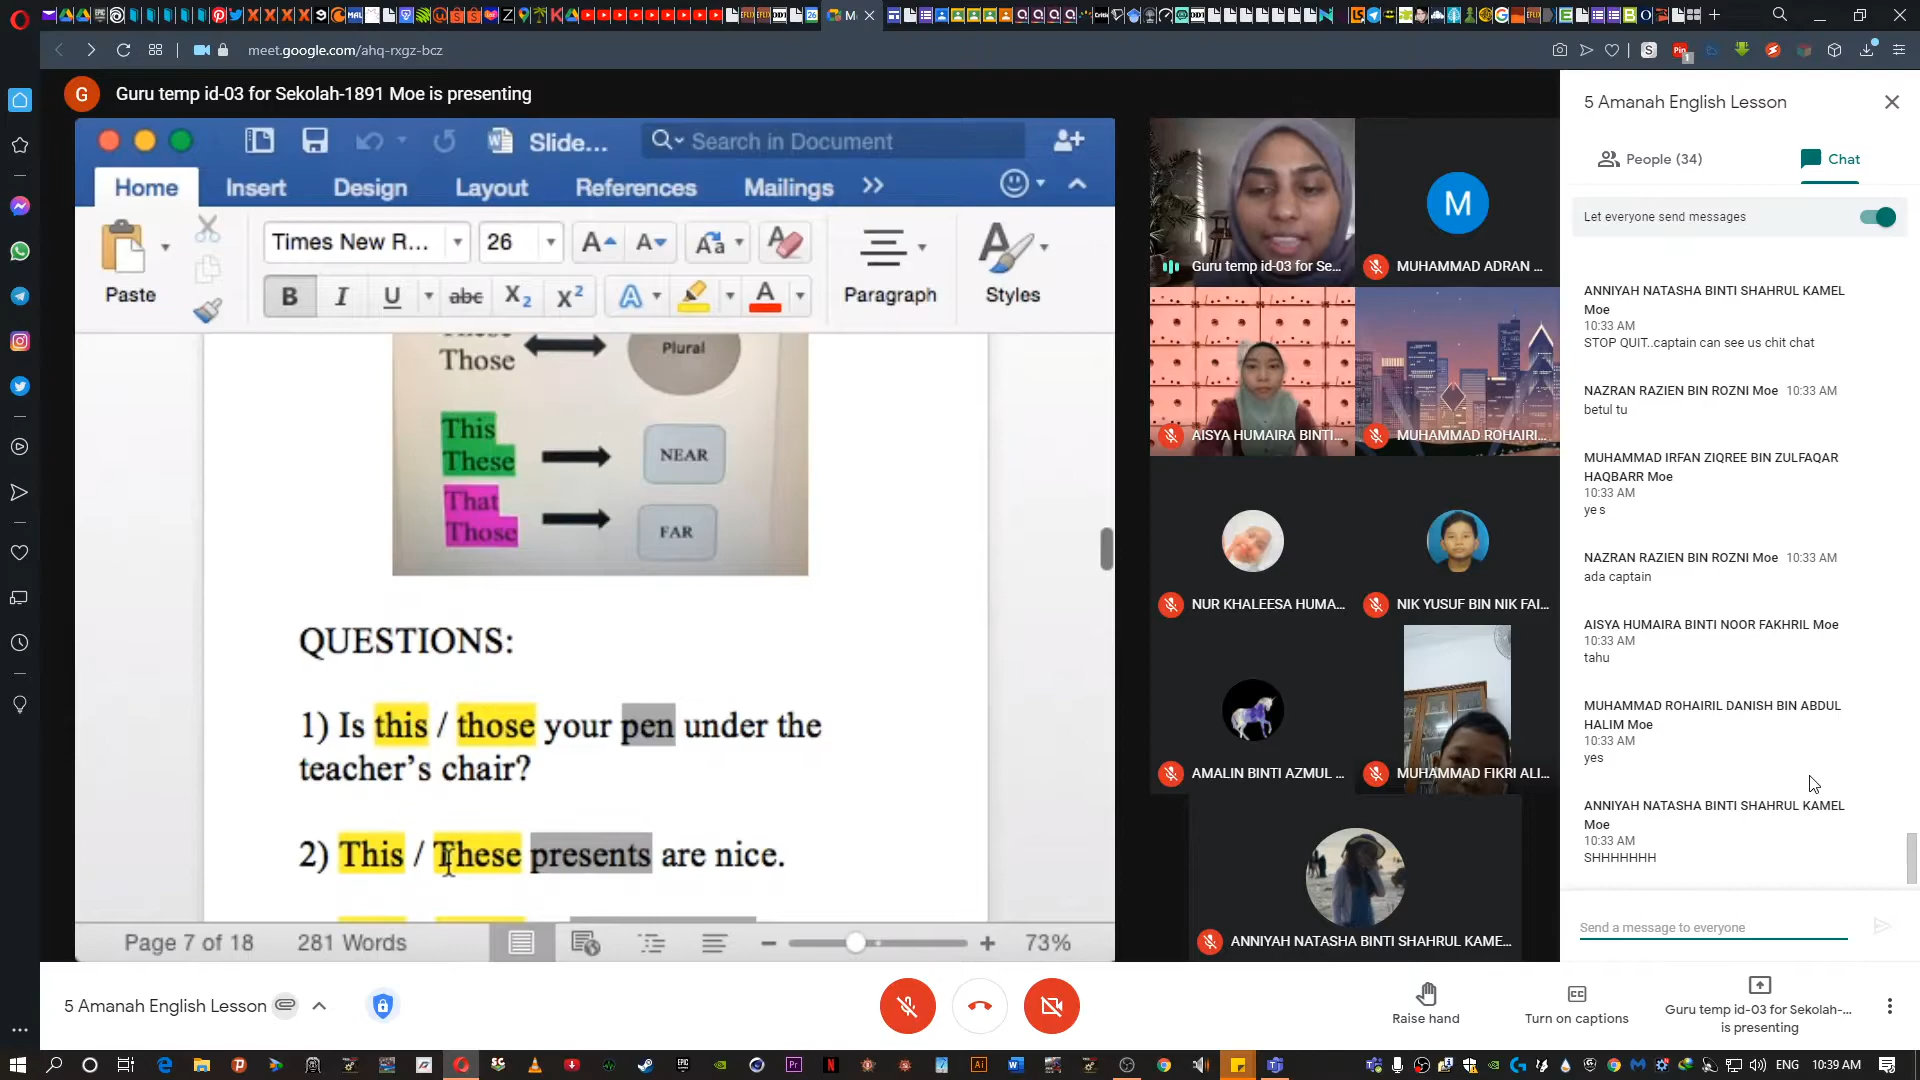 meet.google.com/ahq-rxgz-bcz
G
Guru temp id-03 for Sekolah-1891 Moe is presenting
Slide...
Search in Document
Home
Insert
Design
Layout
References
Mailings
Paste
Times New R...
26
B
I
U
abc
Paragraph
Styles
Those
Plural
This
These
NEAR
That
Those
FAR
QUESTIONS:
1) Is this / those your pen under the
teacher's chair?
2) This / These presents are nice.
Page 7 of 18
281 Words
73%
Guru temp id-03 for Se...
M
MUHAMMAD ADRAN ...
AISYA HUMAIRA BINTI...
MUHAMMAD ROHAIRI...
NUR KHALEESA HUMA...
NIK YUSUF BIN NIK FAI...
AMALIN BINTI AZMUL ...
MUHAMMAD FIKRI ALI...
ANNIYAH NATASHA BINTI SHAHRUL KAME...
5 Amanah English Lesson
People (34)
Chat
Let everyone send messages
ANNIYAH NATASHA BINTI SHAHRUL KAMEL
Moe
10:33 AM
STOP QUIT..captain can see us chit chat
NAZRAN RAZIEN BIN ROZNI Moe 10:33 AM
betul tu
MUHAMMAD IRFAN ZIQREE BIN ZULFAQAR
HAQBARR Moe
10:33 AM
ye s
NAZRAN RAZIEN BIN ROZNI Moe 10:33 AM
ada captain
AISYA HUMAIRA BINTI NOOR FAKHRIL Moe
10:33 AM
tahu
MUHAMMAD ROHAIRIL DANISH BIN ABDUL
HALIM Moe
10:33 AM
yes
ANNIYAH NATASHA BINTI SHAHRUL KAMEL
Moe
10:33 AM
SHHHHHHH
Send a message to everyone
5 Amanah English Lesson
Raise hand
Turn on captions
Guru temp id-03 for Sekolah-...
is presenting
ENG
10:39 AM